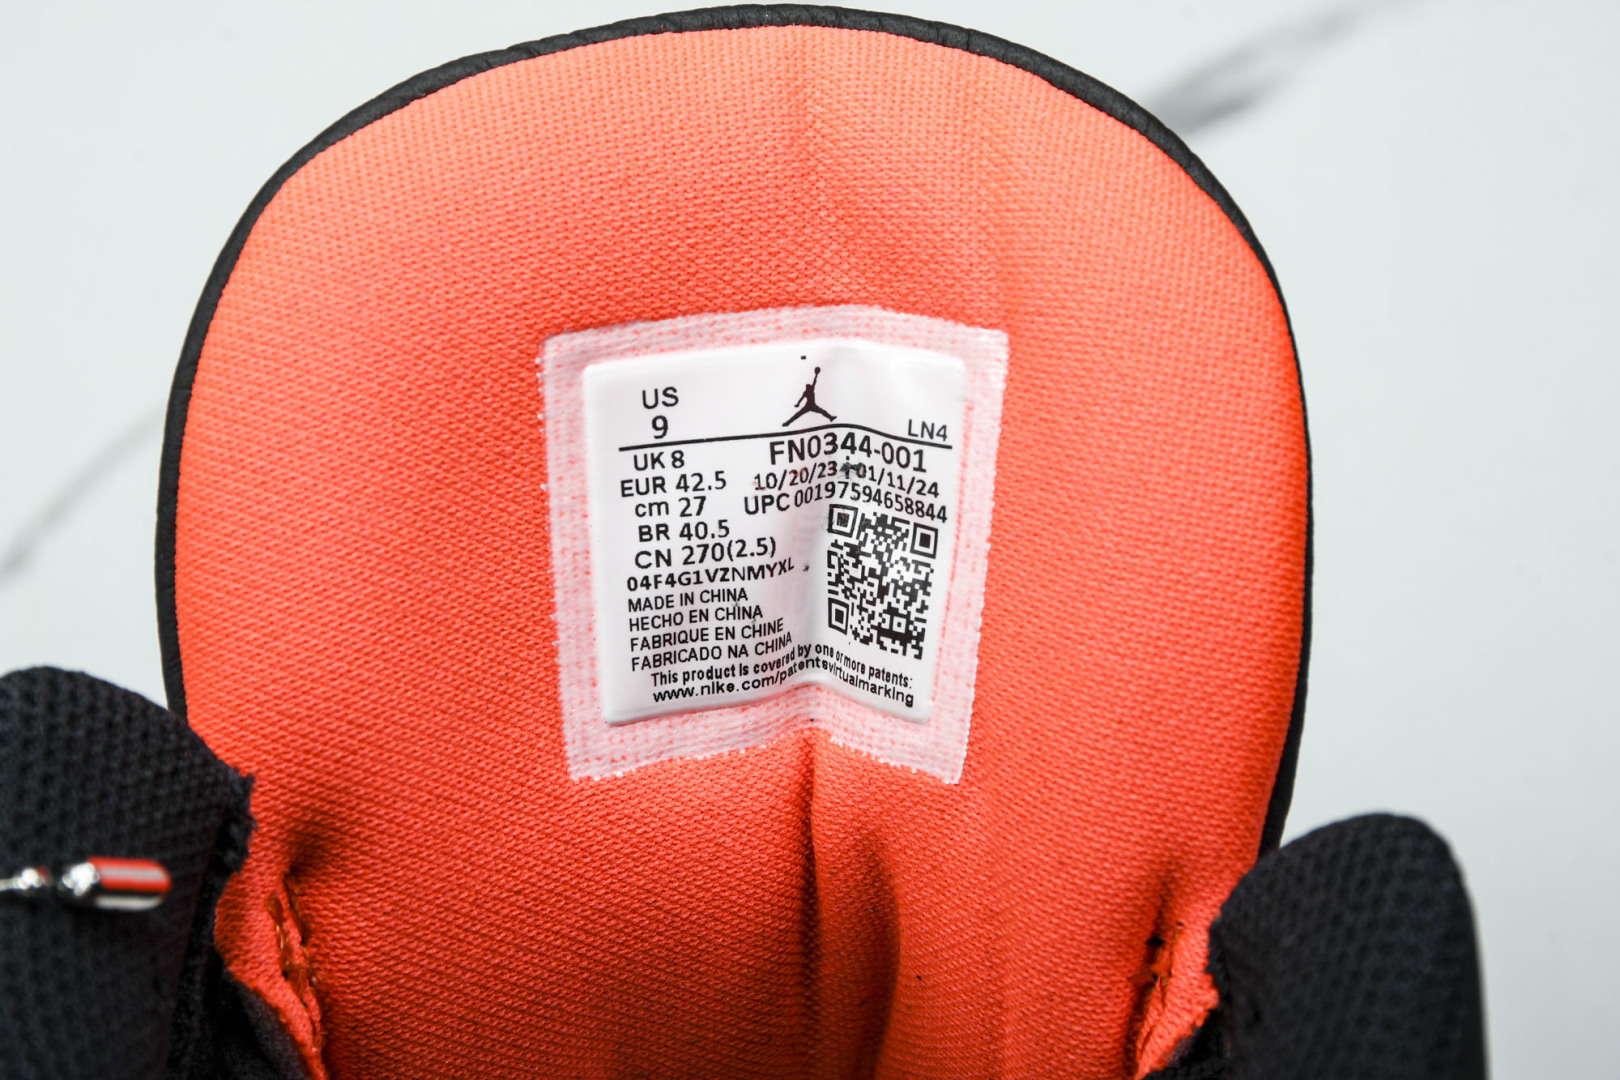 US
9
LN4
UK 8
FN0344-001
EUR 42.5
10/20/23 01/11/24
cm 27
UPC 00197594658844
BR 40.5
CN 270(2.5)
04F4G1VZNMYXL
MADE IN CHINA
HECHO EN CHINA
FABRIQUE EN CHINE
FABRICADO NA CHINA
This product is covered by one or more patents:
www.nike.com/patentsvirtualmarking